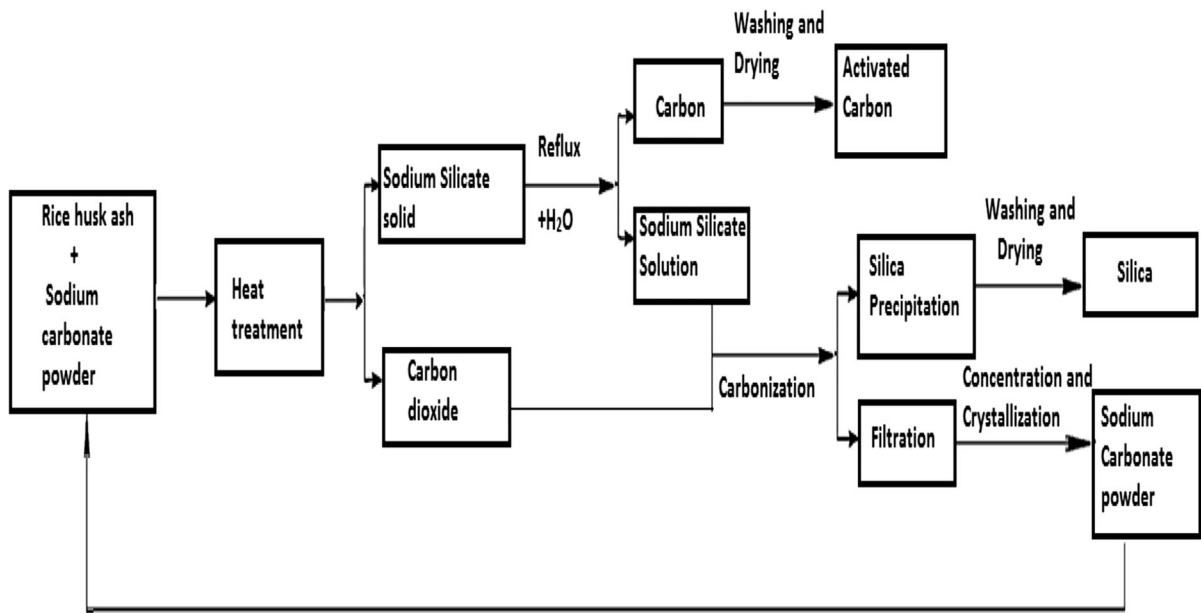 Rice husk ash
+
Sodium
carbonate
powder
Heat
treatment
Sodium Silicate
solid
Carbon
dioxide
Reflux
+H₂O
Carbon
Sodium Silicate
Solution
Washing and
Drying
Activated
Carbon
Carbonization
Silica
Precipitation
Filtration
Washing and
Drying
Silica
Concentration and
Crystallization
Sodium
Carbonate
powder